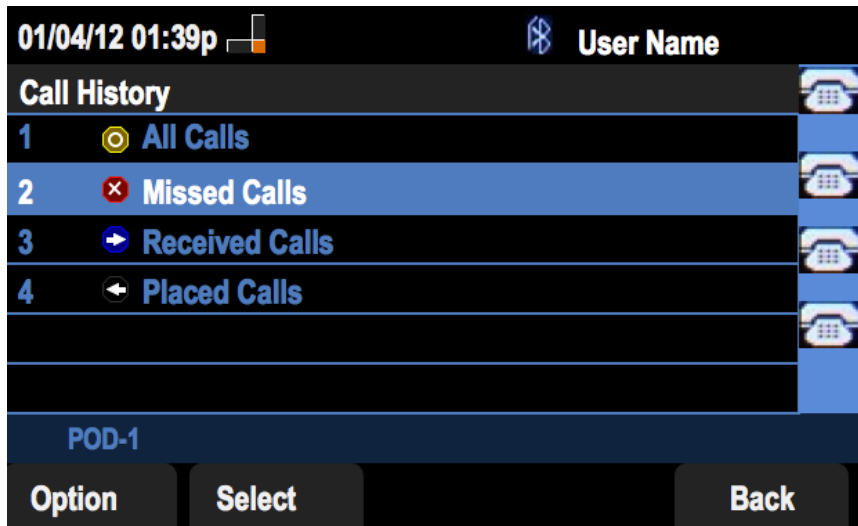 01/04/12 01:39p User Name
Call History
1 All Calls
2 Missed Calls
3 Received Calls
4 Placed Calls
POD-1
Option Select Back